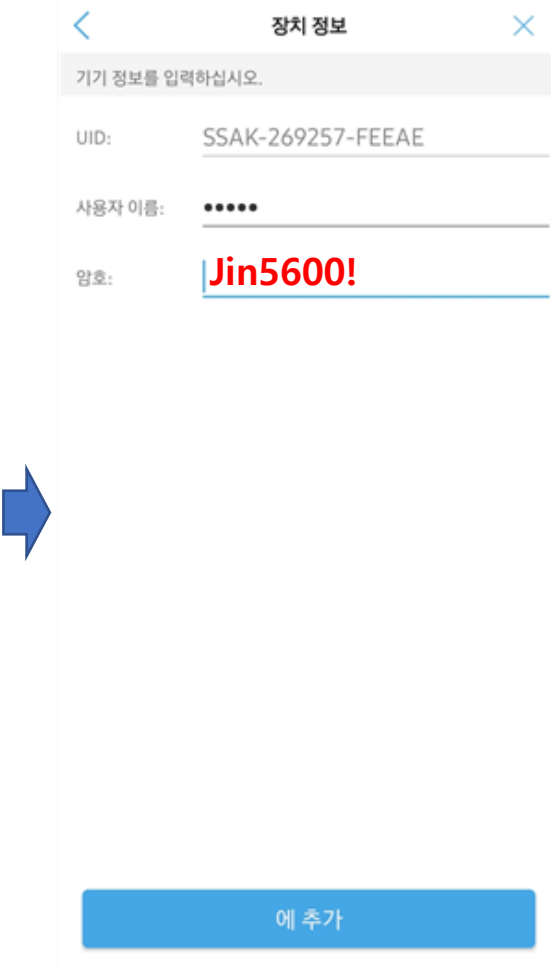 장치 정보
기기 정보를 입력하십시오.
UID: SSAK-269257-FEEAE
사용자 이름: •••••
암호: Jin5600!
에 추가